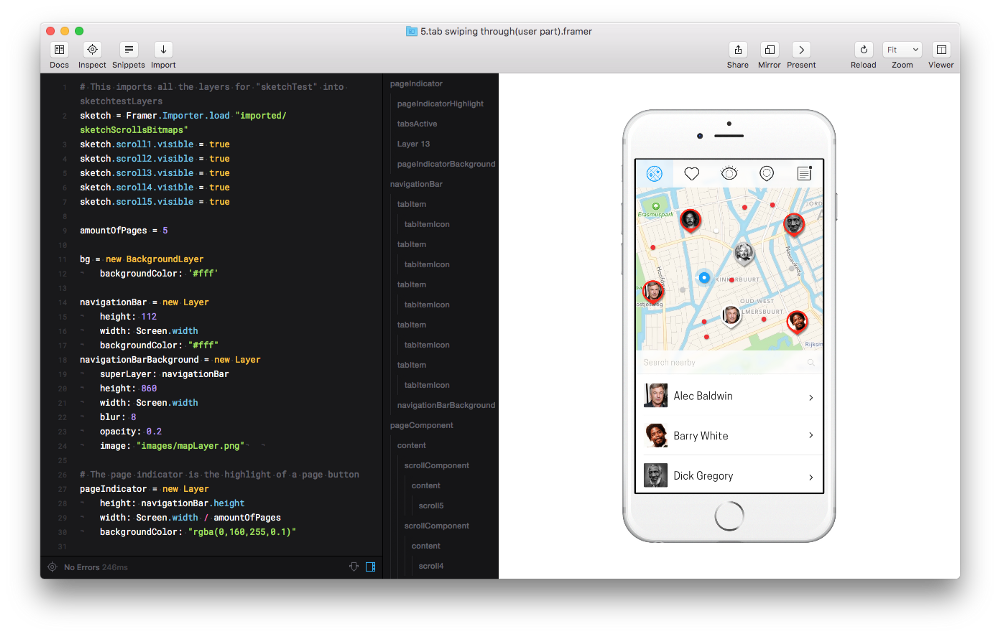 5.tab swiping through(user part).framer
Docs
Inspect
Snippets
Import
Share
Mirror
Present
Reload
Fit
Zoom
Viewer
1 # This imports all the layers for "sketchTest" into
sketchtestLayers
2 sketch = Framer.Importer.load "imported/
sketchScrollsBitmaps"
3 sketch.scroll1.visible = true
4 sketch.scroll2.visible = true
5 sketch.scroll3.visible = true
6 sketch.scroll4.visible = true
7 sketch.scroll5.visible = true
8
9 amountOfPages = 5
10
11 bg = new BackgroundLayer
12 backgroundColor: '#fff'
13
14 navigationBar = new Layer
15 height: 112
16 width: Screen.width
17 backgroundColor: "#fff"
18 navigationBarBackground = new Layer
19 superLayer: navigationBar
20 height: 860
21 width: Screen.width
22 blur: 8
23 opacity: 0.2
24 image: "images/mapLayer.png"
25
26 # The page indicator is the highlight of a page button
27 pageIndicator = new Layer
28 height: navigationBar.height
29 width: Screen.width / amountOfPages
30 backgroundColor: "rgba(0,160,255,0.1)"
31
No Errors 246ms
pageIndicator
pageIndicatorHighlight
tabsActive
Layer 13
pageIndicatorBackground
navigationBar
tabItem
tabItemIcon
tabItem
tabItemIcon
tabItem
tabItemIcon
tabItem
tabItemIcon
tabItem
tabItemIcon
navigationBarBackground
pageComponent
content
scrollComponent
content
scroll5
scrollComponent
content
scroll4
Erasmuspark
KINKERBUURT
OUD-WEST
Search nearby
Alec Baldwin
Barry White
Dick Gregory